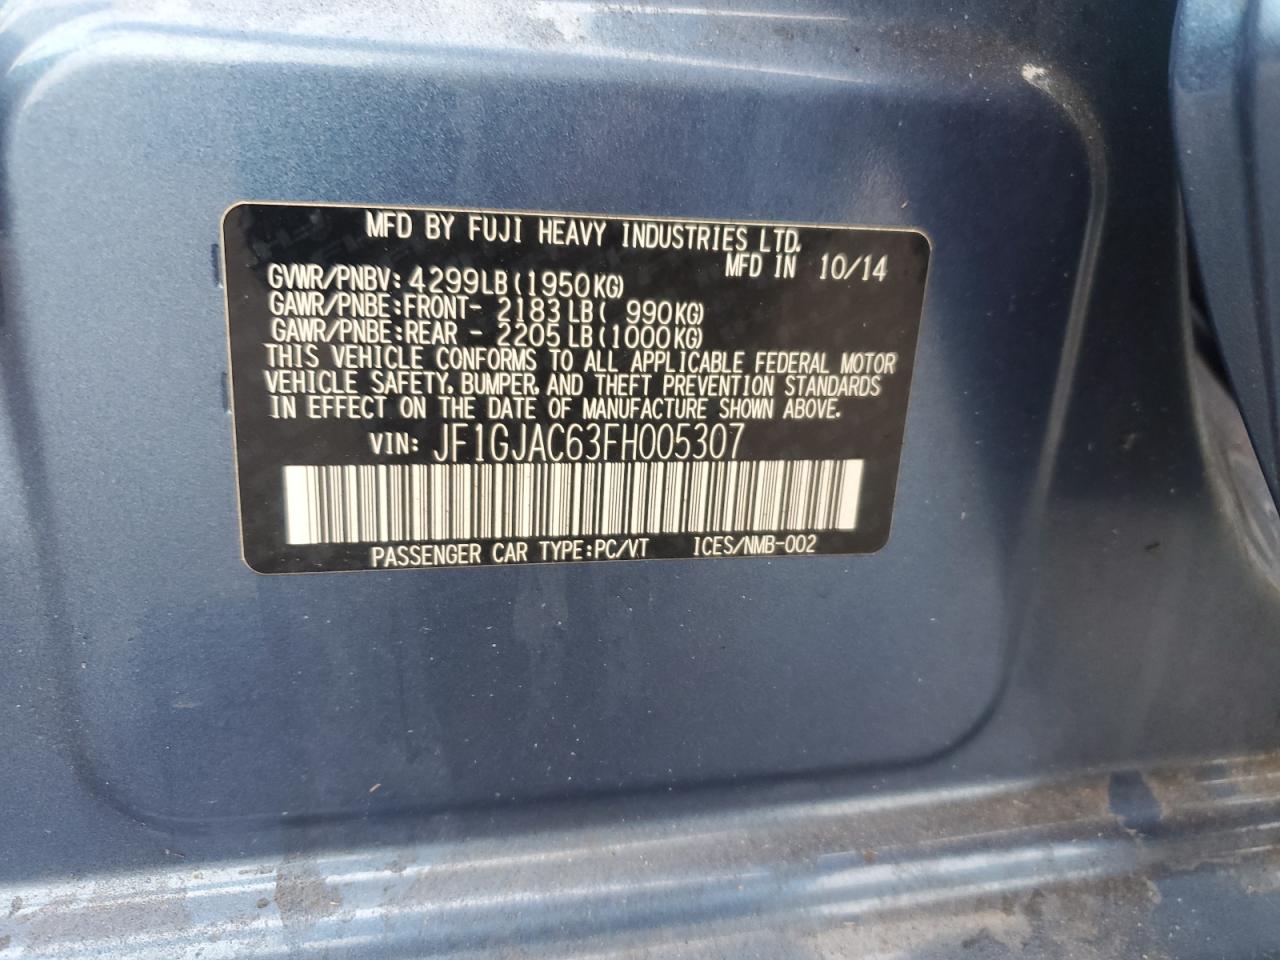 MFD BY FUJI HEAVY INDUSTRIES LTD.
MFD IN 10/14
GVWR/PNBV: 4299LB(1950KG)
GAWR/PNBE:FRONT- 2183LB( 990KG)
GAWR/PNBE:REAR - 2205LB(1000KG)
THIS VEHICLE CONFORMS TO ALL APPLICABLE FEDERAL MOTOR
VEHICLE SAFETY, BUMPER, AND THEFT PREVENTION STANDARDS
IN EFFECT ON THE DATE OF MANUFACTURE SHOWN ABOVE.
VIN: JF1GJAC63FH005307
PASSENGER CAR TYPE:PC/VT ICES/NMB-002